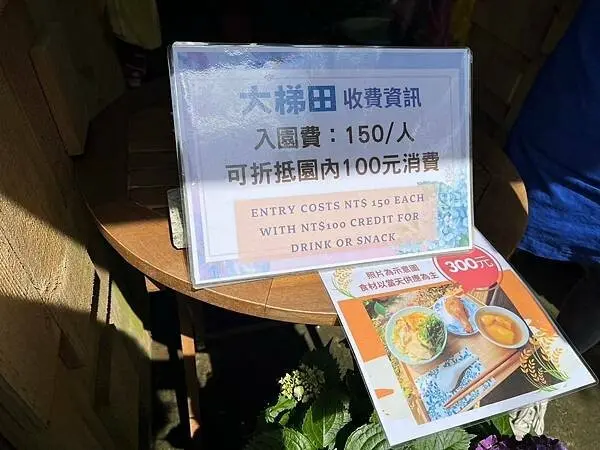 大梯田 收費資訊
入園費：150/人
可折抵園內100元消費
ENTRY COSTS NT$ 150 EACH
WITH NT$100 CREDIT FOR
DRINK OR SNACK
照片為示意圖
食材以當天供應為主
300元